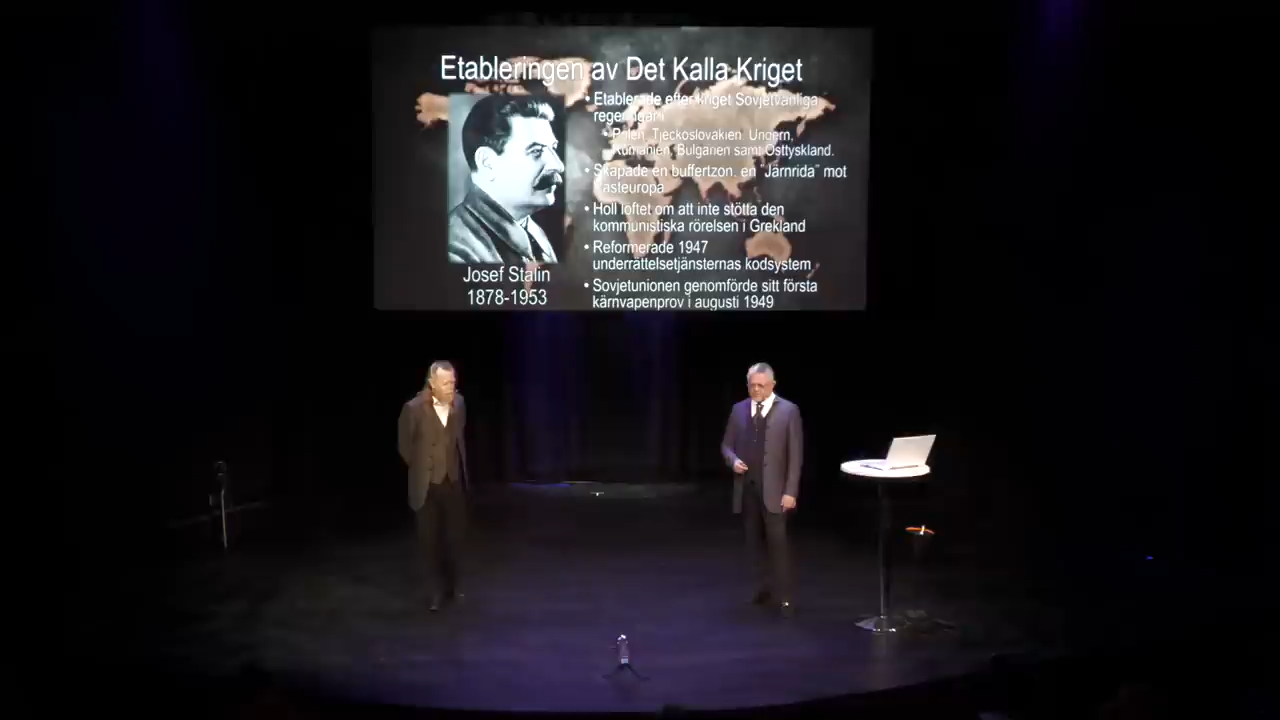 Etableringen av Det Kalla Kriget
• Etablerade efter kriget Sovjetvänliga
regeringar i
• Polen, Tjeckoslovakien, Ungern,
Rumänien, Bulgarien samt Östtyskland.
• Skapade en buffertzon, en "Järnrida" mot
Västeuropa
• Höll löftet om att inte stötta den
kommunistiska rörelsen i Grekland
• Reformerade 1947
underrättelsetjänsternas kodsystem
• Sovjetunionen genomförde sitt första
kärnvapenprov i augusti 1949
Josef Stalin
1878-1953